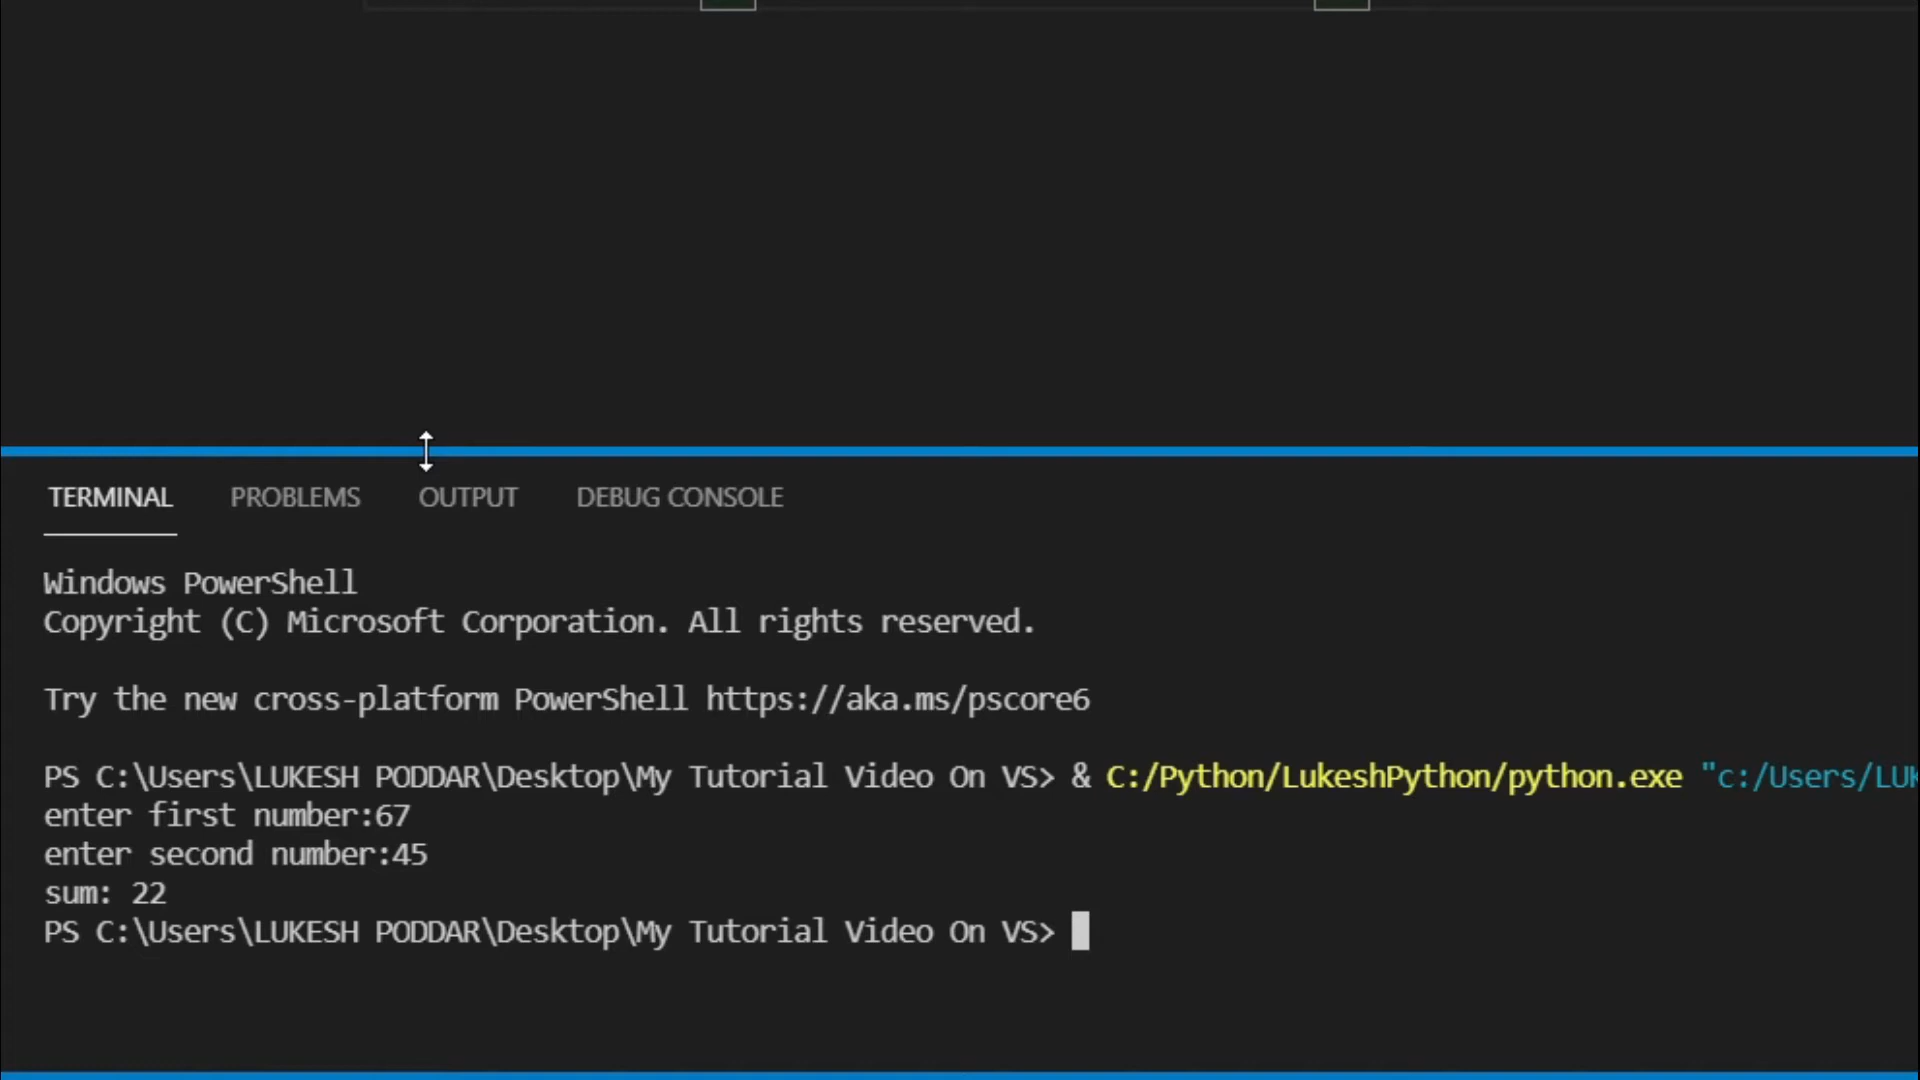 TERMINAL PROBLEMS OUTPUT DEBUG CONSOLE
Windows PowerShell
Copyright (C) Microsoft Corporation. All rights reserved.
Try the new cross-platform PowerShell https://aka.ms/pscore6
PS C:\Users\LUKESH PODDAR\Desktop\My Tutorial Video On VS> & C:/Python/LukeshPython/python.exe "c:/Users/LUK
enter first number:67
enter second number:45
sum: 22
PS C:\Users\LUKESH PODDAR\Desktop\My Tutorial Video On VS>